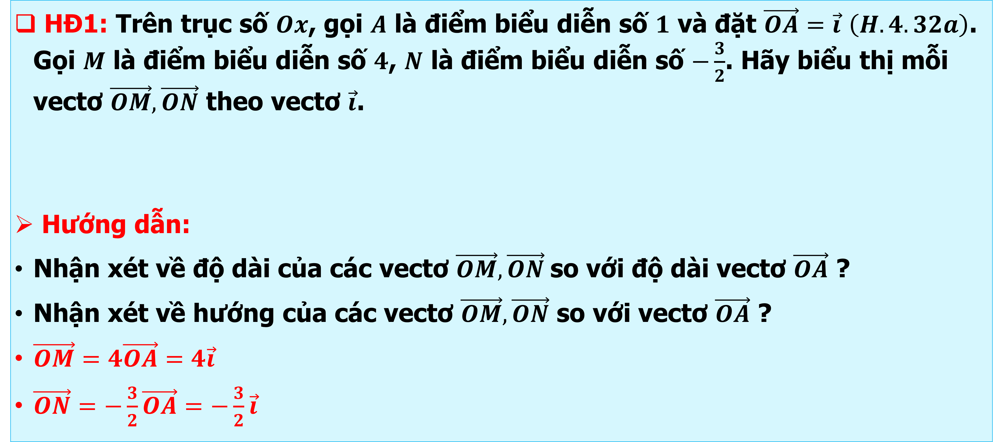 ❑ HĐ1: Trên trục số Ox, gọi A là điểm biểu diễn số 1 và đặt $\overrightarrow{OA} = \vec{\imath}$ (H.4.32a).
Gọi M là điểm biểu diễn số 4, N là điểm biểu diễn số $-\frac{3}{2}$. Hãy biểu thị mỗi
vectơ $\overrightarrow{OM}, \overrightarrow{ON}$ theo vectơ $\vec{\imath}$.
➢ Hướng dẫn:
• Nhận xét về độ dài của các vectơ $\overrightarrow{OM}, \overrightarrow{ON}$ so với độ dài vectơ $\overrightarrow{OA}$ ?
• Nhận xét về hướng của các vectơ $\overrightarrow{OM}, \overrightarrow{ON}$ so với vectơ $\overrightarrow{OA}$ ?
• $\overrightarrow{OM} = 4\overrightarrow{OA} = 4\vec{\imath}$
• $\overrightarrow{ON} = -\frac{3}{2}\overrightarrow{OA} = -\frac{3}{2}\vec{\imath}$